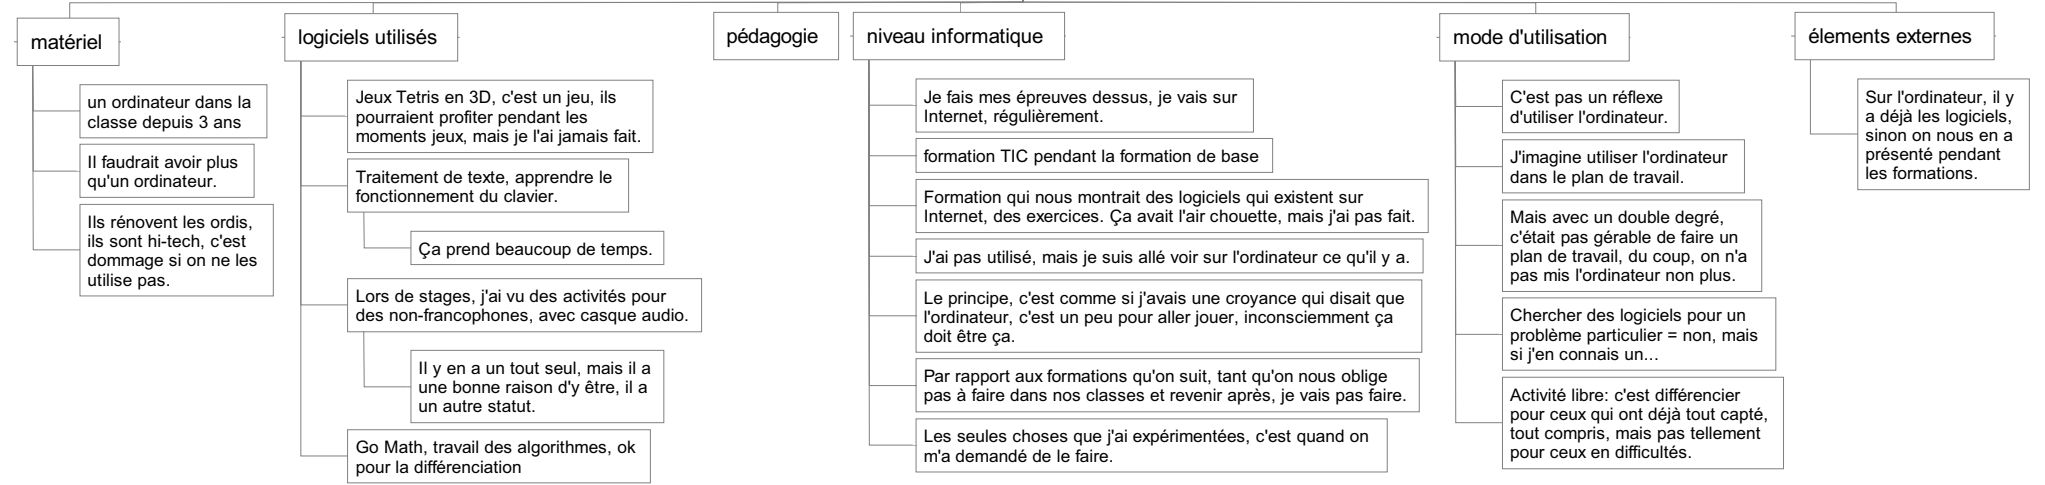 matériel
un ordinateur dans la
classe depuis 3 ans
Il faudrait avoir plus
qu'un ordinateur.
Ils rénovent les ordis,
ils sont hi-tech, c'est
dommage si on ne les
utilise pas.
logiciels utilisés
Jeux Tetris en 3D, c'est un jeu, ils
pourraient profiter pendant les
moments jeux, mais je l'ai jamais fait.
Traitement de texte, apprendre le
fonctionnement du clavier.
Ça prend beaucoup de temps.
Lors de stages, j'ai vu des activités pour
des non-francophones, avec casque audio.
Il y en a un tout seul, mais il a
une bonne raison d'y être, il a
un autre statut.
Go Math, travail des algorithmes, ok
pour la différenciation
pédagogie
niveau informatique
Je fais mes épreuves dessus, je vais sur
Internet, régulièrement.
formation TIC pendant la formation de base
Formation qui nous montrait des logiciels qui existent sur
Internet, des exercices. Ça avait l'air chouette, mais j'ai pas fait.
J'ai pas utilisé, mais je suis allé voir sur l'ordinateur ce qu'il y a.
Le principe, c'est comme si j'avais une croyance qui disait que
l'ordinateur, c'est un peu pour aller jouer, inconsciemment ça
doit être ça.
Par rapport aux formations qu'on suit, tant qu'on nous oblige
pas à faire dans nos classes et revenir après, je vais pas faire.
Les seules choses que j'ai expérimentées, c'est quand on
m'a demandé de le faire.
mode d'utilisation
C'est pas un réflexe
d'utiliser l'ordinateur.
J'imagine utiliser l'ordinateur
dans le plan de travail.
Mais avec un double degré,
c'était pas gérable de faire un
plan de travail, du coup, on n'a
pas mis l'ordinateur non plus.
Chercher des logiciels pour un
problème particulier = non, mais
si j'en connais un...
Activité libre: c'est différencier
pour ceux qui ont déjà tout capté,
tout compris, mais pas tellement
pour ceux en difficultés.
élements externes
Sur l'ordinateur, il y
a déjà les logiciels,
sinon on nous en a
présenté pendant
les formations.